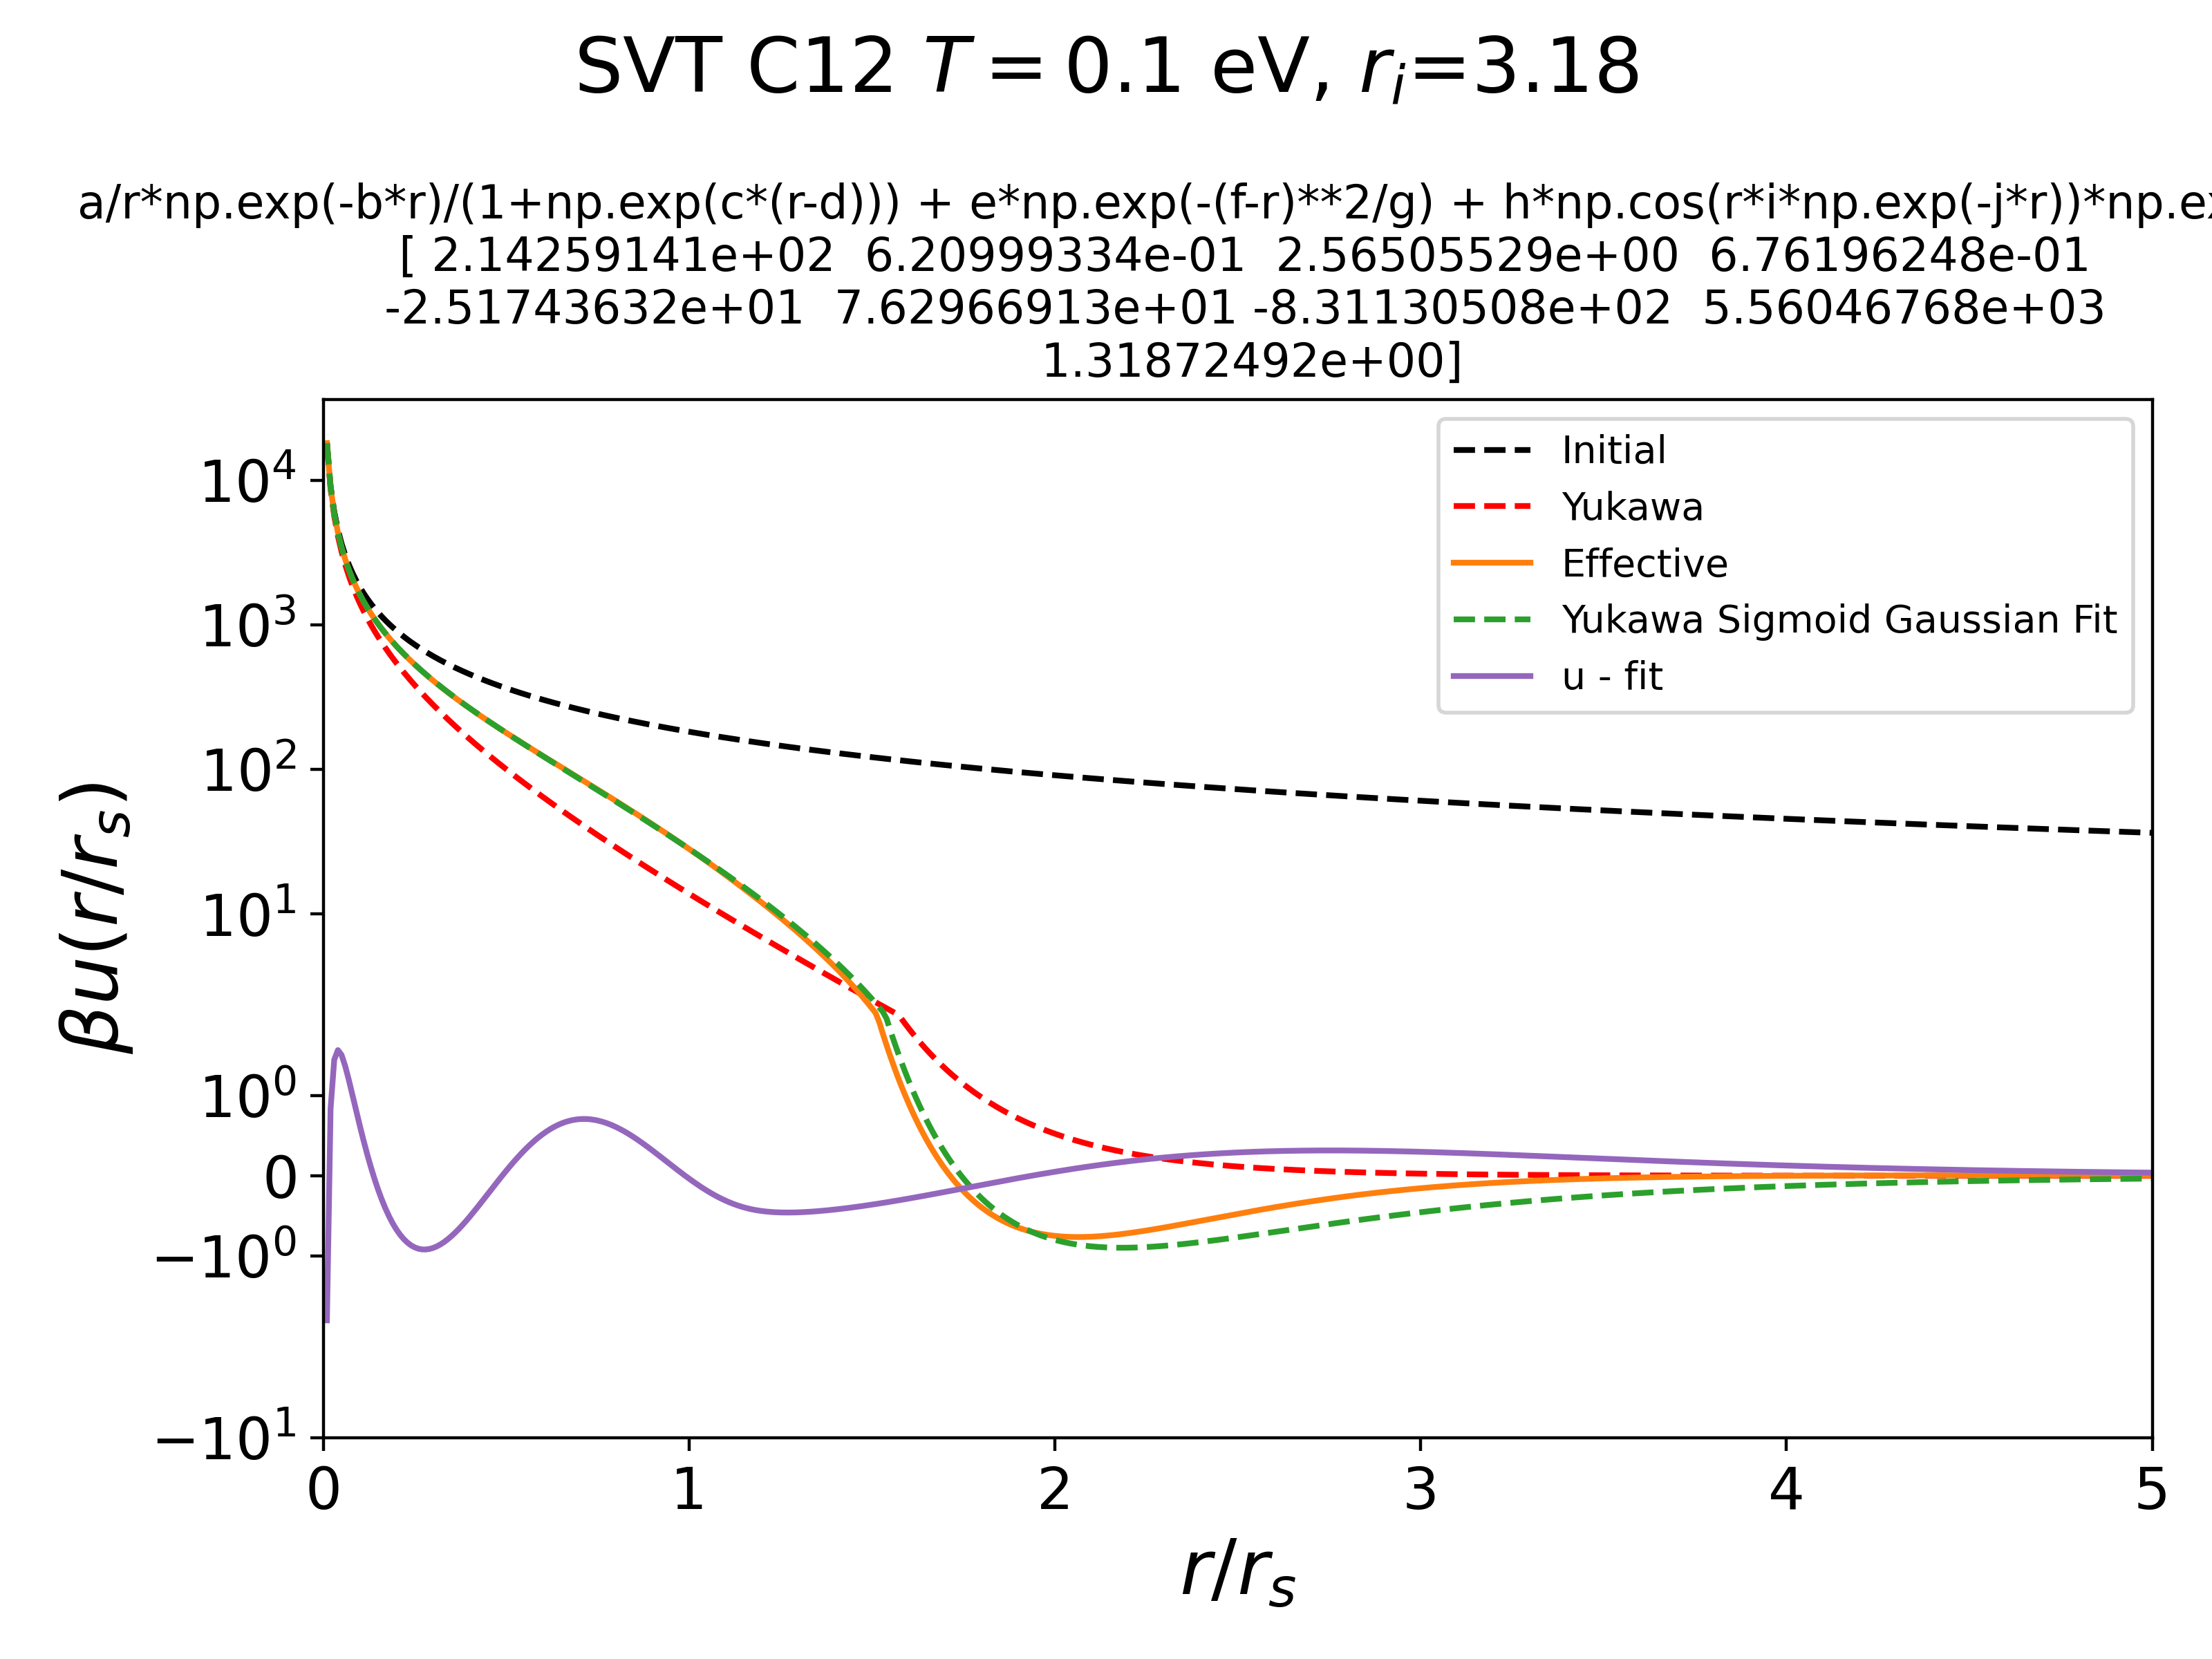 SVT C12 T = 0.1 eV, r_i=3.18
a/r*np.exp(-b*r)/(1+np.exp(c*(r-d))) + e*np.exp(-(f-r)**2/g) + h*np.cos(r*i*np.exp(-j*r))*np.ex
[ 2.14259141e+02 6.20999334e-01 2.56505529e+00 6.76196248e-01
-2.51743632e+01 7.62966913e+01 -8.31130508e+02 5.56046768e+03
1.31872492e+00]
Initial
Yukawa
Effective
Yukawa Sigmoid Gaussian Fit
u - fit
βu(r/r_s)
10^4
10^3
10^2
10^1
10^0
0
−10^0
−10^1
0 1 2 3 4 5
r/r_s